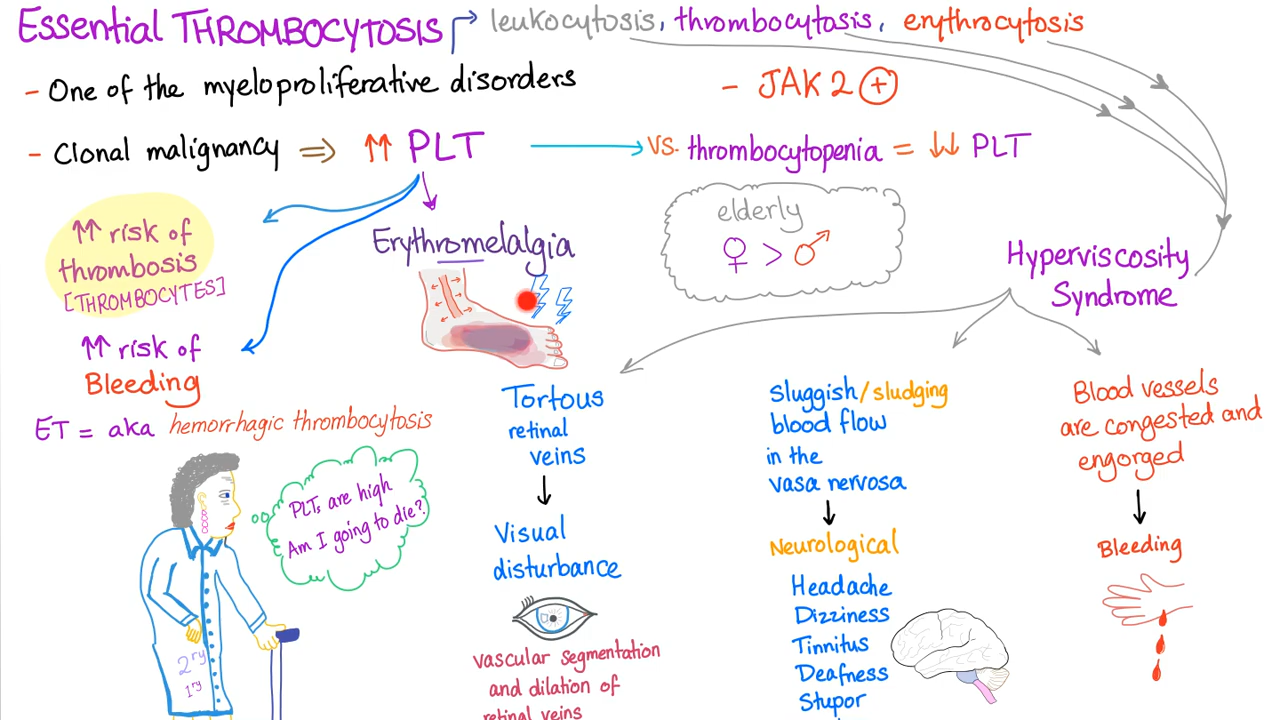 Essential THROMBOCYTOSIS
leukocytosis, thrombocytosis, erythrocytosis
- One of the myeloproliferative disorders
- JAK 2 +
- Clonal malignancy ⇒ ↑↑ PLT → VS. thrombocytopenia = ↓↓ PLT
↑↑ risk of
thrombosis
[THROMBOCYTES]
Erythromelalgia
elderly
♀ > ♂
Hyperviscosity
Syndrome
↑↑ risk of
Bleeding
ET = aka hemorrhagic thrombocytosis
PLTs are high
Am I going to die?
2ry
1ry
Tortous
retinal
veins
Visual
disturbance
vascular segmentation
and dilation of
retinal veins
Sluggish/sludging
blood flow
in the
vasa nervosa
Neurological
Headache
Dizziness
Tinnitus
Deafness
Stupor
Blood vessels
are congested and
engorged
Bleeding